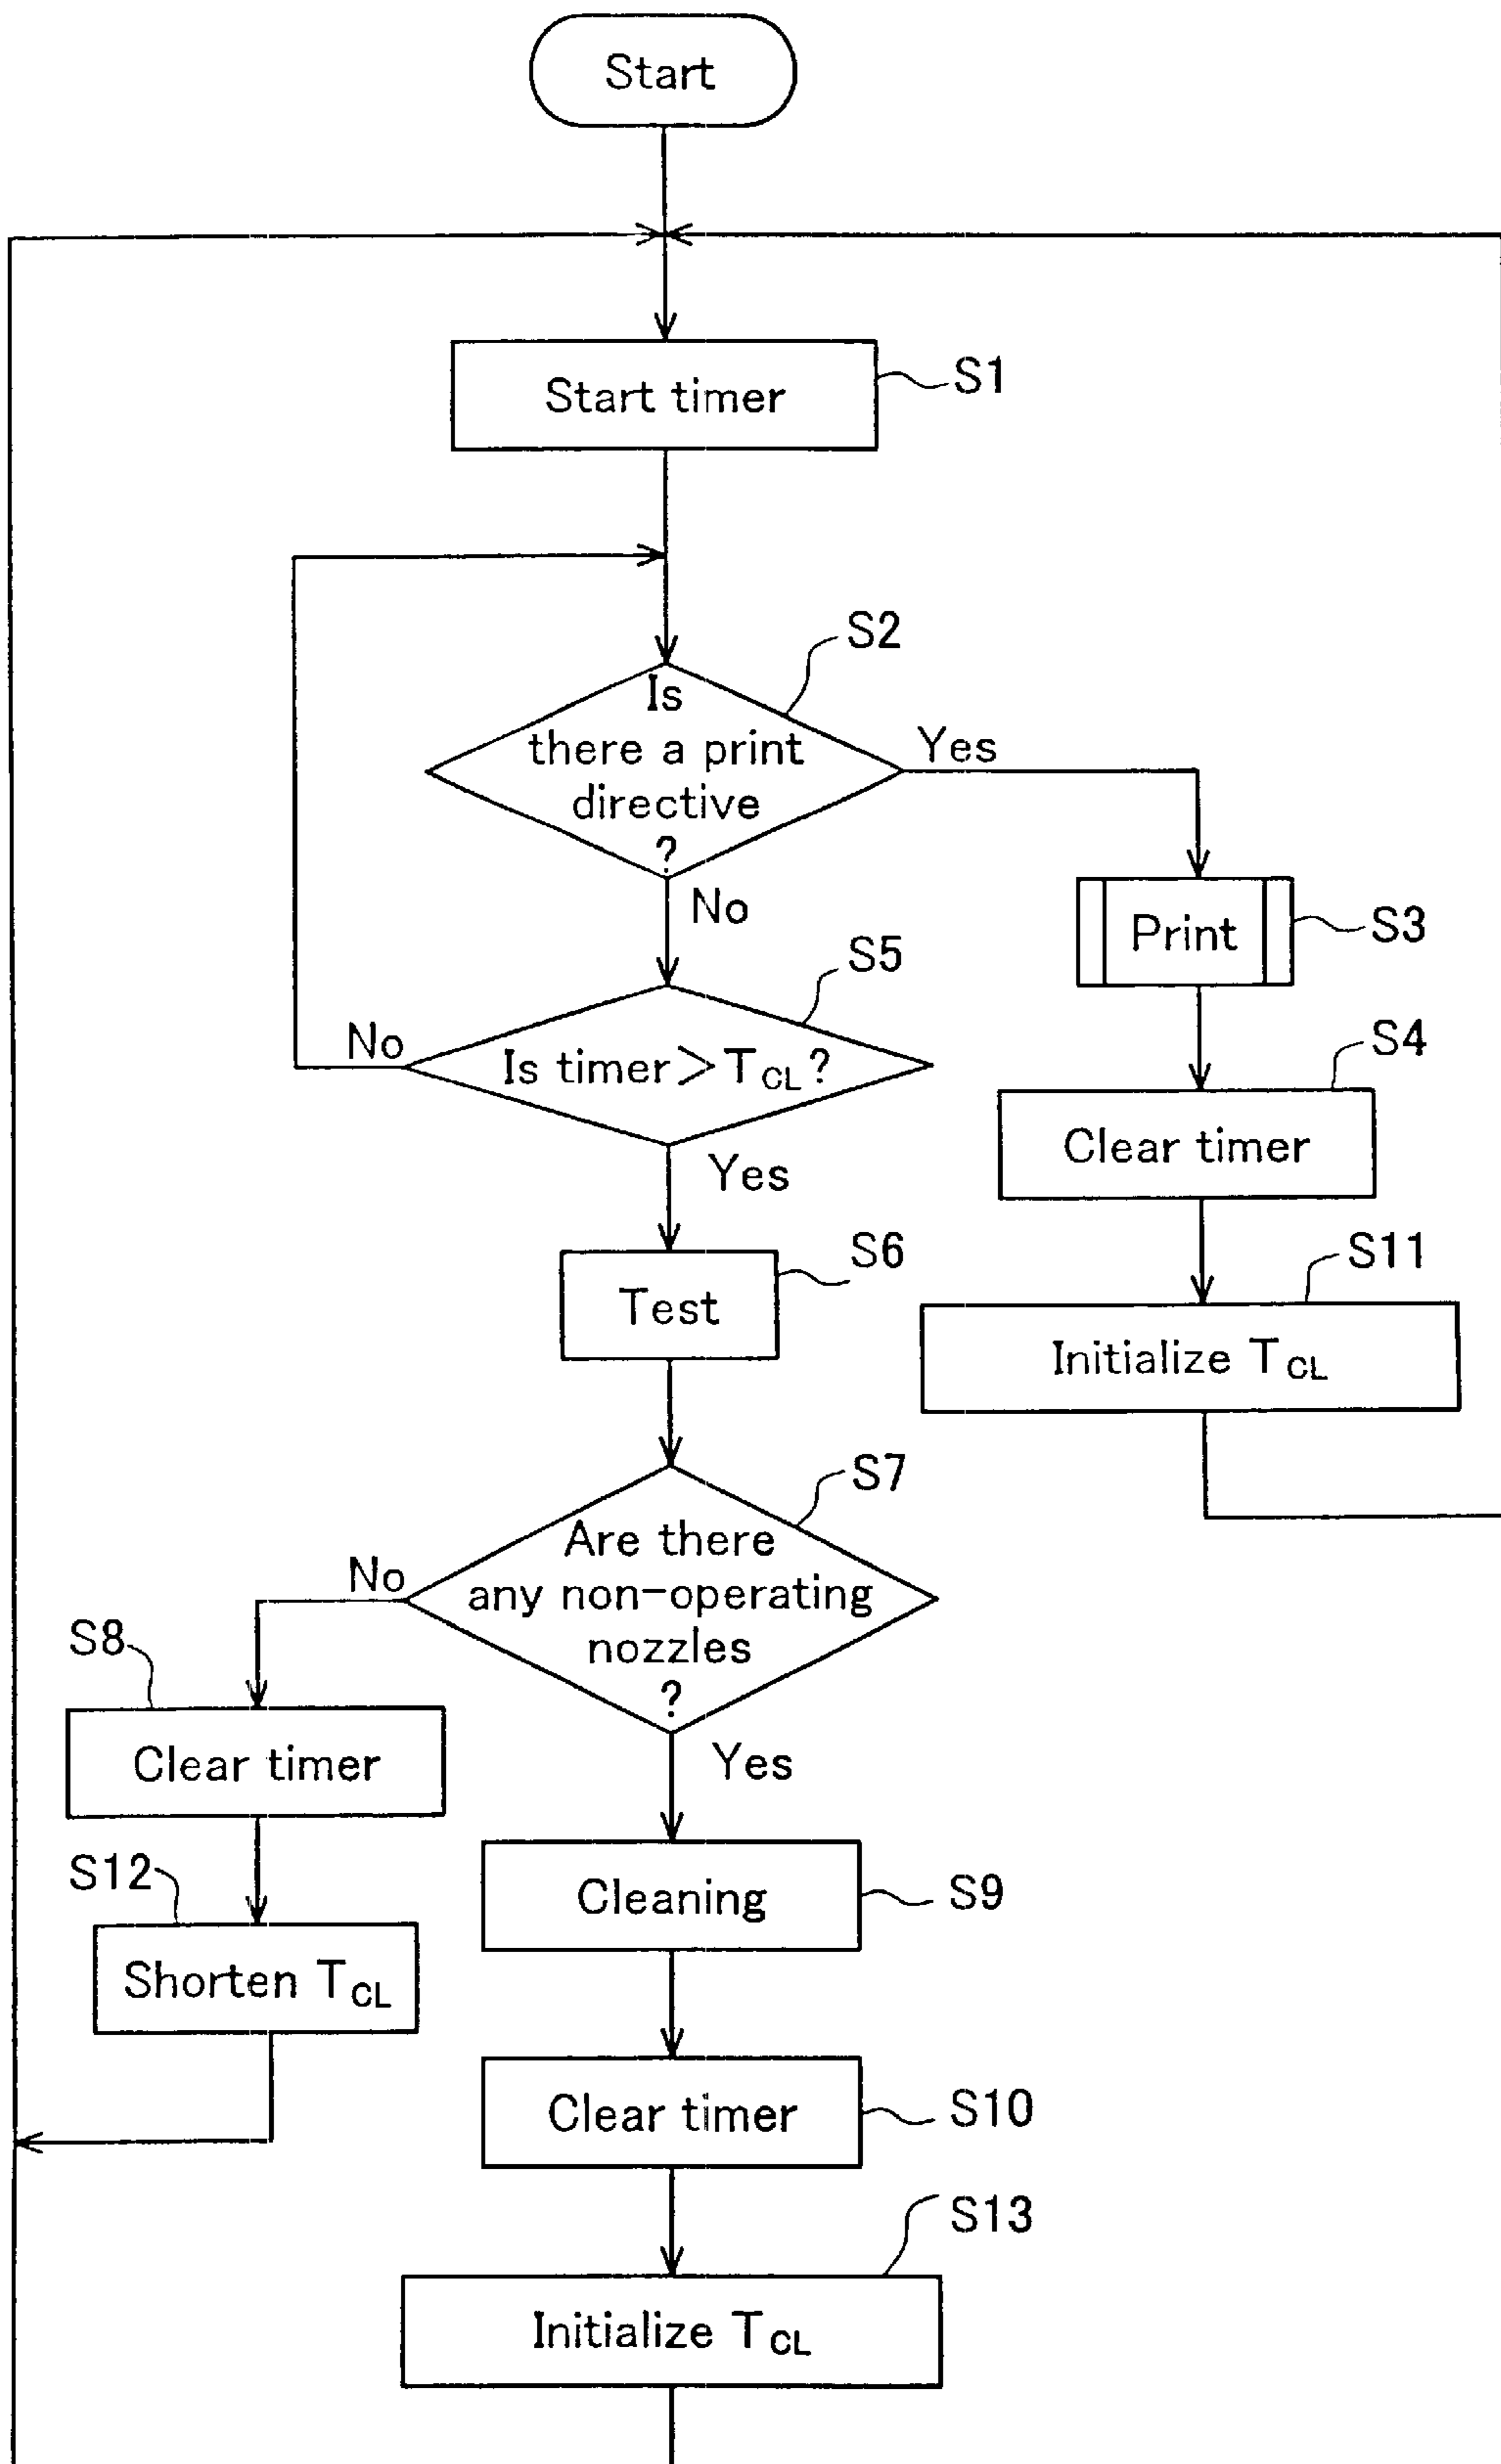 Start
Start timer
S1
S2
Is
there a print
directive
?
Yes
No
Print
S3
S5
Is timer > TCL?
No
Yes
S4
Clear timer
S6
Test
S11
Initialize TCL
S7
Are there
any non-operating
nozzles
?
No
Yes
S8
Clear timer
S12
Shorten TCL
Cleaning
S9
Clear timer
S10
S13
Initialize TCL